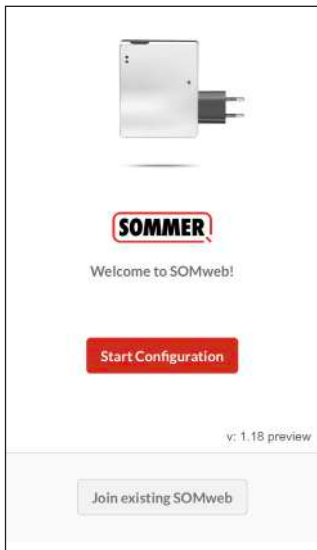 SOMMER
Welcome to SOMweb!
Start Configuration
v: 1.18 preview
Join existing SOMweb